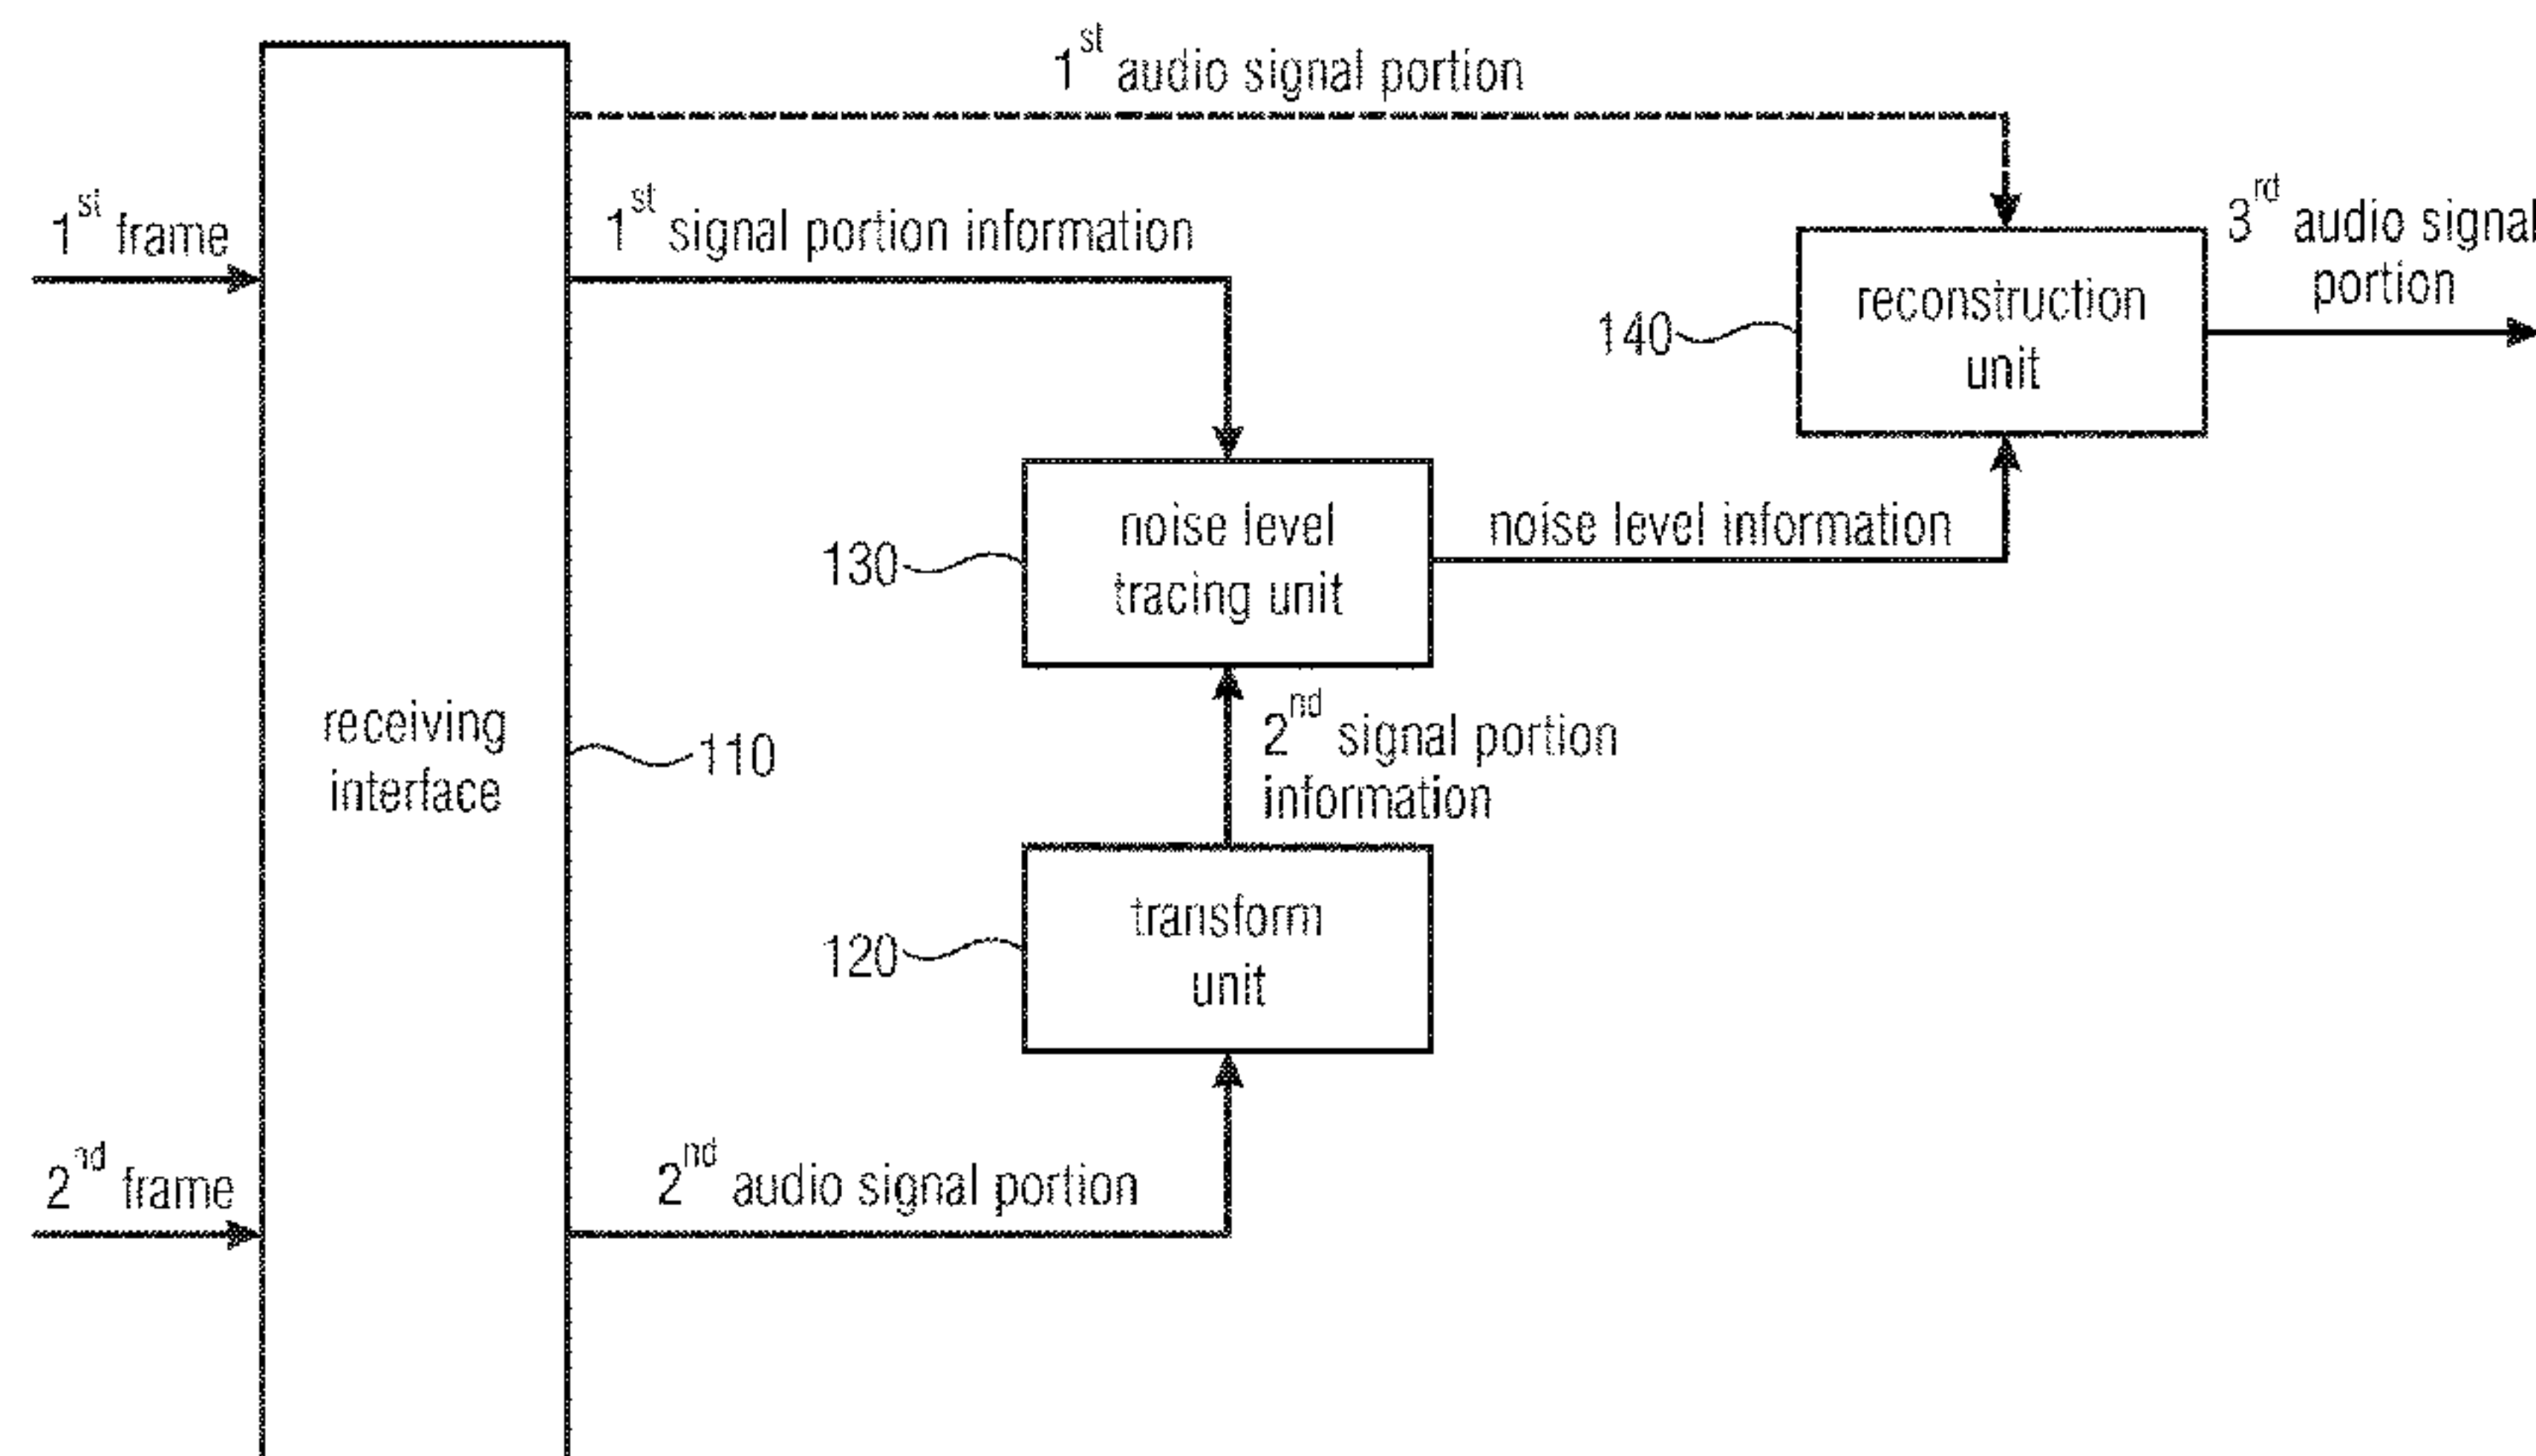 1st audio signal portion
1st frame
1st signal portion information
3rd audio signal
portion
reconstruction
unit
140
noise level
tracing unit
130
noise level information
receiving
interface
110
2nd signal portion
information
transform
unit
120
2nd frame
2nd audio signal portion